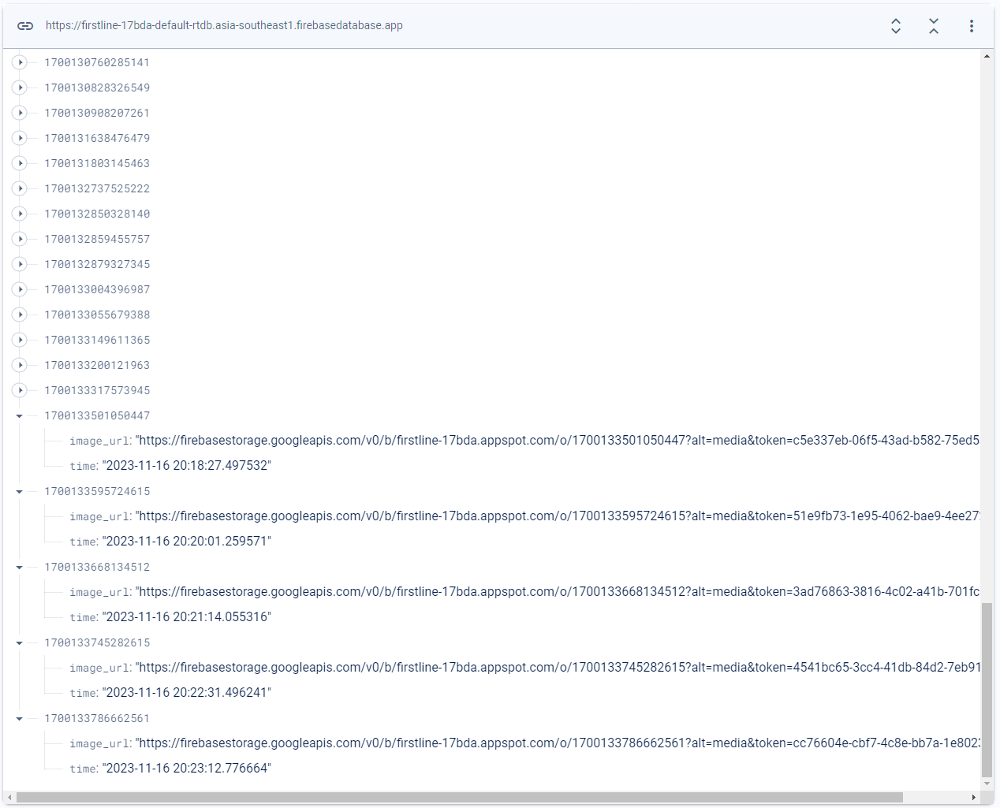 https://firstline-17bda-default-rtdb.asia-southeast1.firebasedatabase.app
1700130760285141
1700130828326549
1700130908207261
1700131638476479
1700131803145463
1700132737525222
1700132850328140
1700132859455757
1700132879327345
1700133004396987
1700133055679388
1700133149611365
1700133200121963
1700133317573945
1700133501050447
image_url: "https://firebasestorage.googleapis.com/v0/b/firstline-17bda.appspot.com/o/1700133501050447?alt=media&token=c5e337eb-06f5-43ad-b582-75ed5
time: "2023-11-16 20:18:27.497532"
1700133595724615
image_url: "https://firebasestorage.googleapis.com/v0/b/firstline-17bda.appspot.com/o/1700133595724615?alt=media&token=51e9fb73-1e95-4062-bae9-4ee27
time: "2023-11-16 20:20:01.259571"
1700133668134512
image_url: "https://firebasestorage.googleapis.com/v0/b/firstline-17bda.appspot.com/o/1700133668134512?alt=media&token=3ad76863-3816-4c02-a41b-701fc
time: "2023-11-16 20:21:14.055316"
1700133745282615
image_url: "https://firebasestorage.googleapis.com/v0/b/firstline-17bda.appspot.com/o/1700133745282615?alt=media&token=4541bc65-3cc4-41db-84d2-7eb91
time: "2023-11-16 20:22:31.496241"
1700133786662561
image_url: "https://firebasestorage.googleapis.com/v0/b/firstline-17bda.appspot.com/o/1700133786662561?alt=media&token=cc76604e-cbf7-4c8e-bb7a-1e802
time: "2023-11-16 20:23:12.776664"